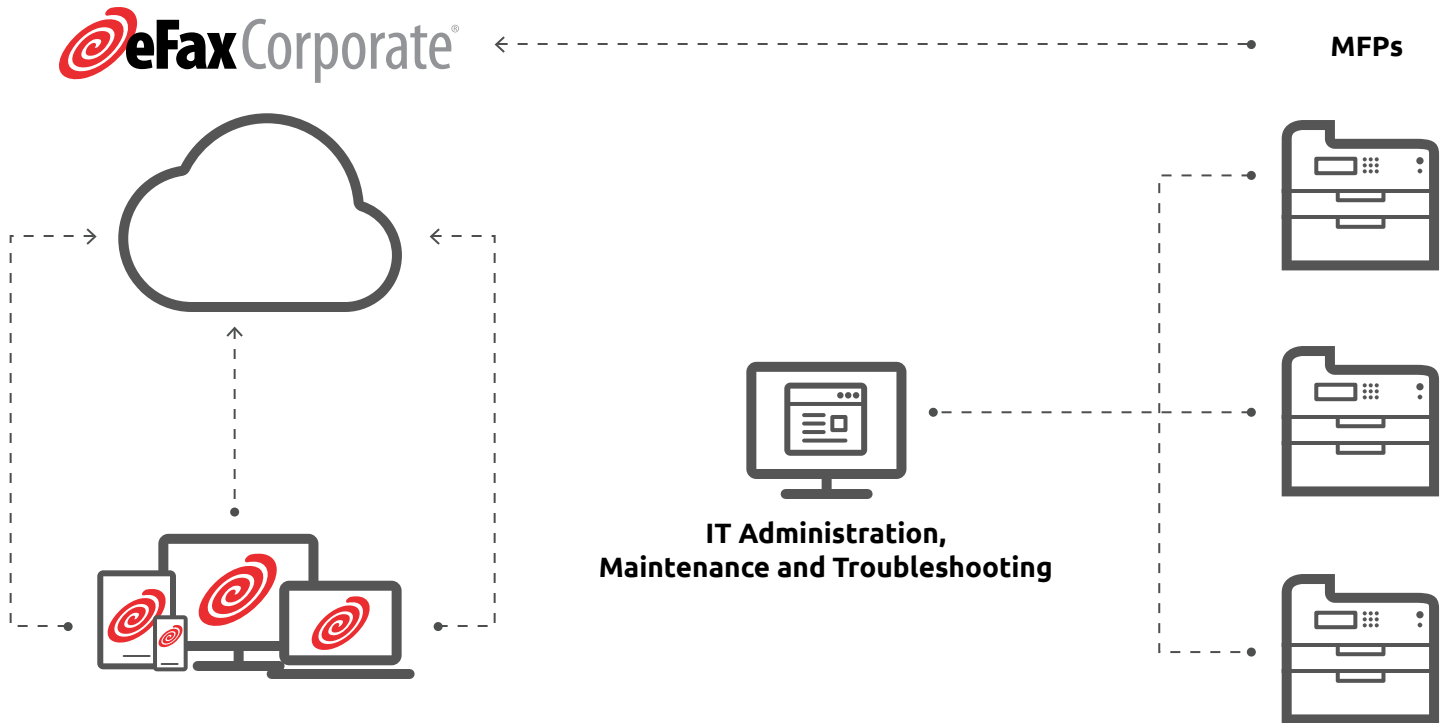 eFax Corporate®
MFPs
IT Administration,
Maintenance and Troubleshooting